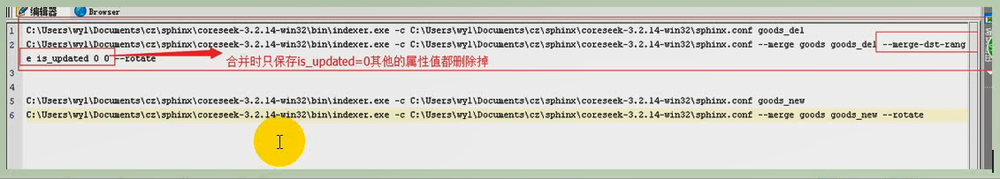 编辑器 Browser
1 C:\Users\wyl\Documents\cz\sphinx\coreseek-3.2.14-win32\bin\indexer.exe -c C:\Users\wyl\Documents\cz\sphinx\coreseek-3.2.14-win32\sphinx.conf goods_del
2 C:\Users\wyl\Documents\cz\sphinx\coreseek-3.2.14-win32\bin\indexer.exe -c C:\Users\wyl\Documents\cz\sphinx\coreseek-3.2.14-win32\sphinx.conf --merge goods goods_del --merge-dst-rang
e is_updated 0 0 --rotate
合并时只保存is_updated=0其他的属性值都删除掉
3
4
5 C:\Users\wyl\Documents\cz\sphinx\coreseek-3.2.14-win32\bin\indexer.exe -c C:\Users\wyl\Documents\cz\sphinx\coreseek-3.2.14-win32\sphinx.conf goods_new
6 C:\Users\wyl\Documents\cz\sphinx\coreseek-3.2.14-win32\bin\indexer.exe -c C:\Users\wyl\Documents\cz\sphinx\coreseek-3.2.14-win32\sphinx.conf --merge goods goods_new --rotate